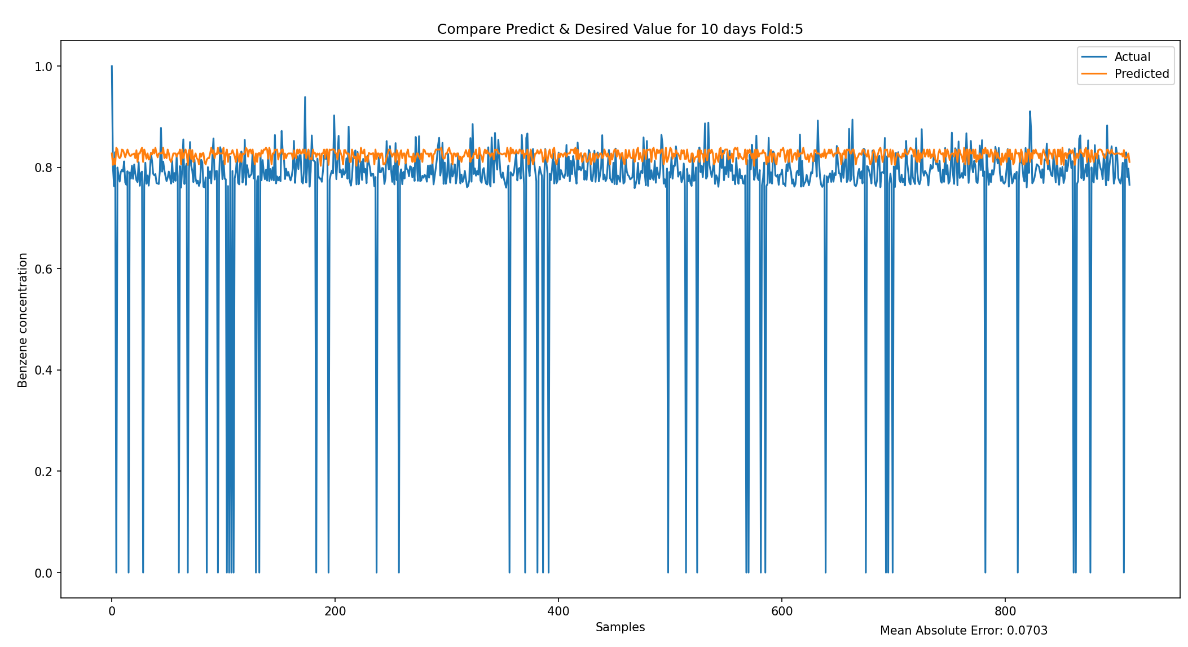 Compare Predict & Desired Value for 10 days Fold:5
Actual
Predicted
1.0
0.8
0.6
0.4
0.2
0.0
Benzene concentration
0
200
400
600
800
Samples
Mean Absolute Error: 0.0703